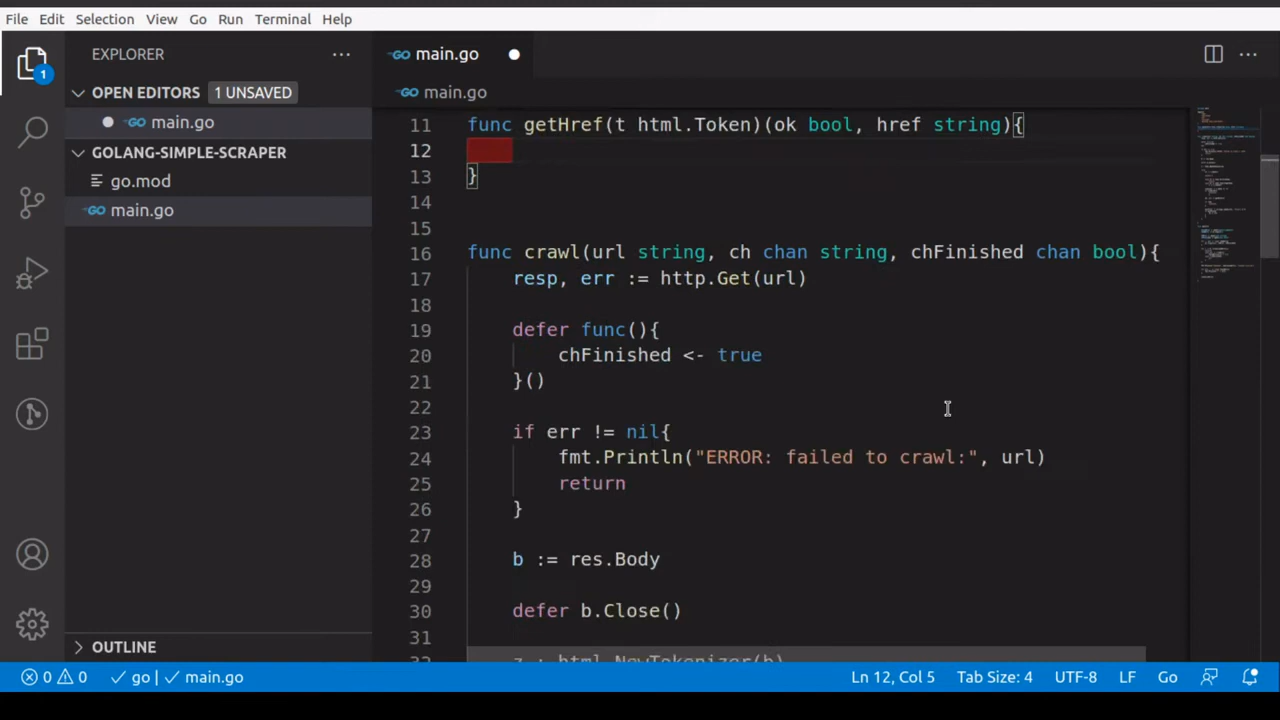 File Edit Selection View Go Run Terminal Help
EXPLORER
OPEN EDITORS 1 UNSAVED
main.go
GOLANG-SIMPLE-SCRAPER
go.mod
main.go
OUTLINE
1
main.go
main.go
11 func getHref(t html.Token)(ok bool, href string){
12
13 }
14
15
16 func crawl(url string, ch chan string, chFinished chan bool){
17 resp, err := http.Get(url)
18
19 defer func(){
20 chFinished <- true
21 }()
22
23 if err != nil{
24 fmt.Println("ERROR: failed to crawl:", url)
25 return
26 }
27
28 b := res.Body
29
30 defer b.Close()
31
32 z : html.NewTokenizer(b)
0 0 go | main.go Ln 12, Col 5 Tab Size: 4 UTF-8 LF Go